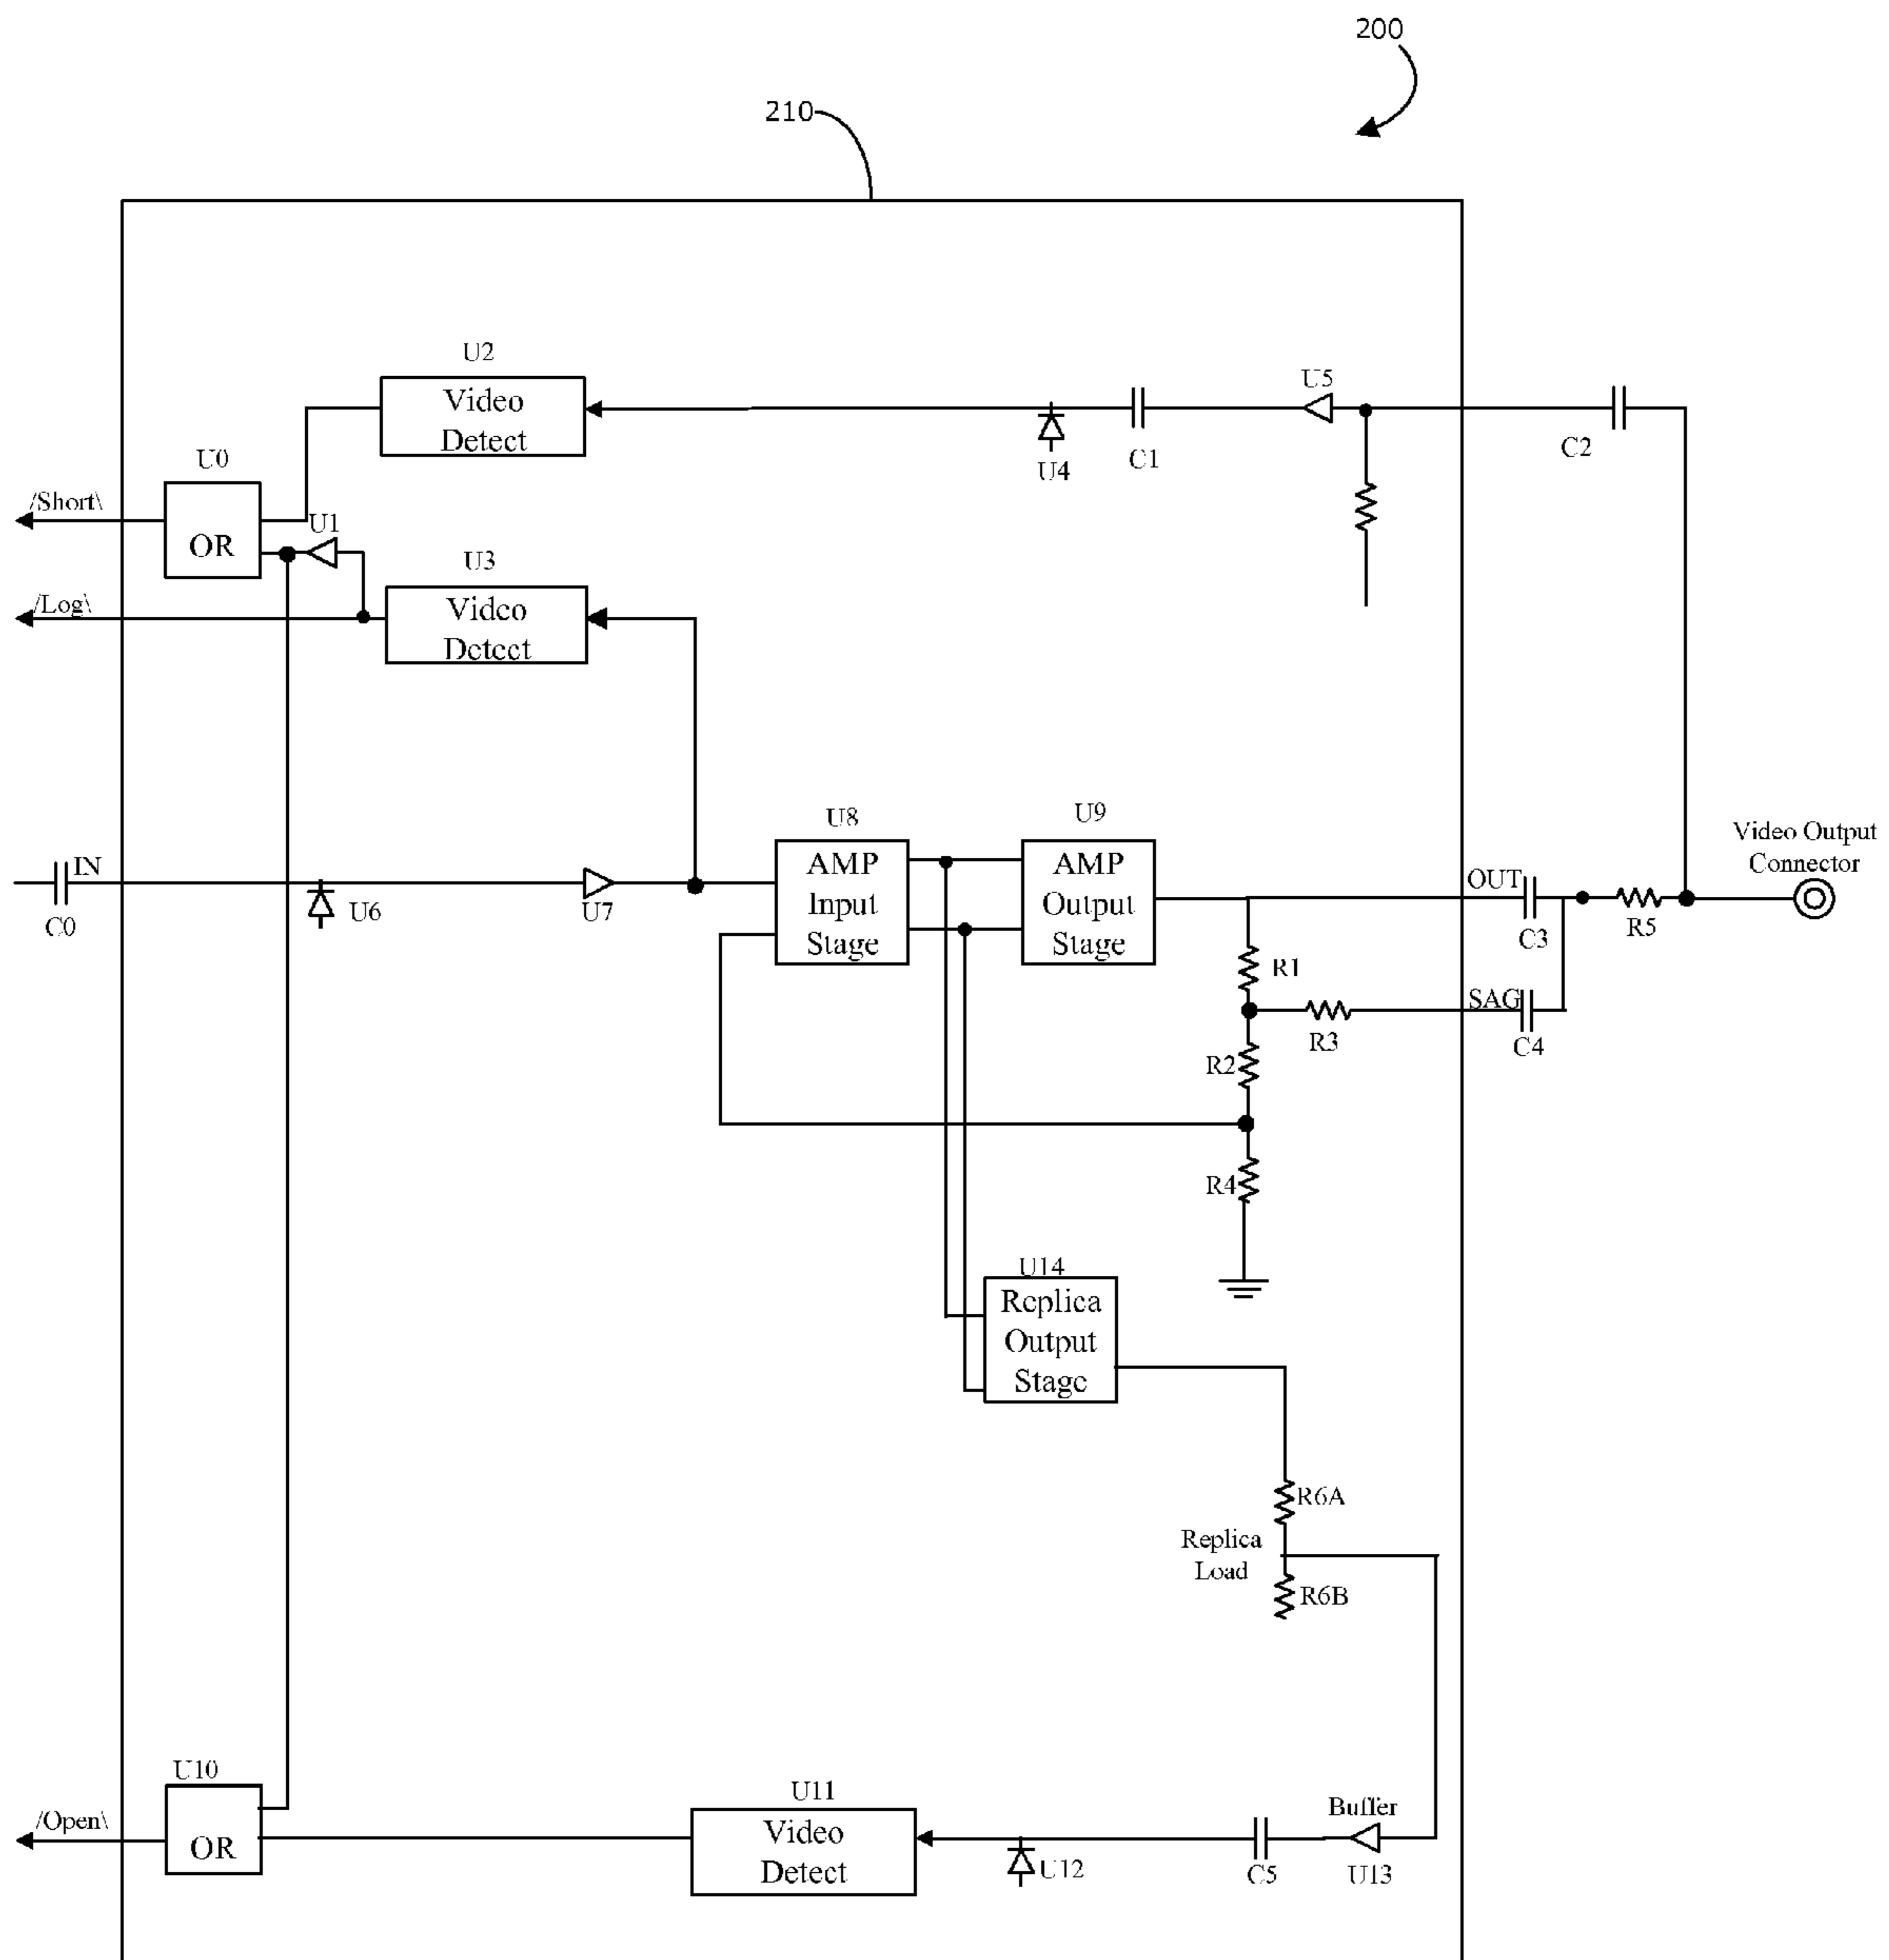 200
210
U2
Video
Detect
U5
C1
U4
C2
U0
/Short\
OR
U1
U3
/Log\
Video
Detect
U8
U9
Video Output
Connector
IN
C0
U6
U7
AMP
Input
Stage
AMP
Output
Stage
OUT
C3
R5
R1
SAG
R3
C4
R2
R4
U14
Replica
Output
Stage
R6A
Replica
Load
R6B
U10
/Open\
OR
U11
Video
Detect
Buffer
U12
C5
U13